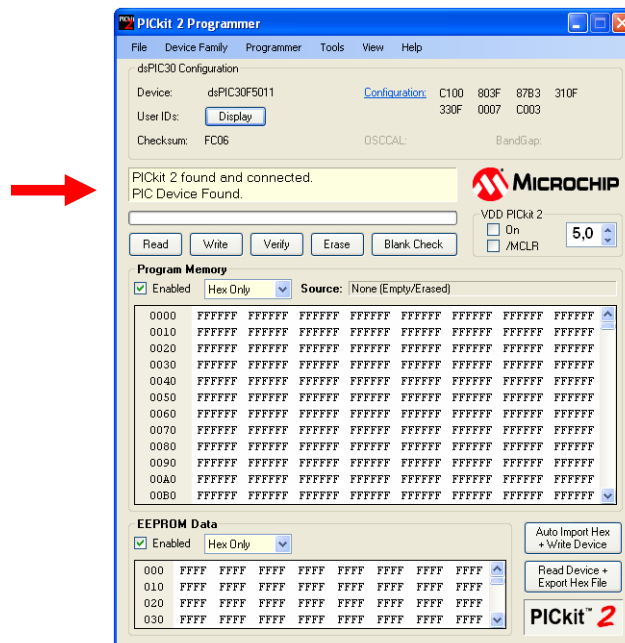 PICkit 2 Programmer
File Device Family Programmer Tools View Help
dsPIC30 Configuration
Device: dsPIC30F5011 Configuration: C100 803F 87B3 310F
330F 0007 C003
User IDs: Display
Checksum: FC06 OSCCAL: BandGap:
PICkit 2 found and connected.
PIC Device Found.
MICROCHIP
VDD PICkit 2
On
/MCLR
5,0
Read Write Verify Erase Blank Check
Program Memory
Enabled Hex Only Source: None (Empty/Erased)
0000 FFFFFF FFFFFF FFFFFF FFFFFF FFFFFF FFFFFF FFFFFF FFFFFF
0010 FFFFFF FFFFFF FFFFFF FFFFFF FFFFFF FFFFFF FFFFFF FFFFFF
0020 FFFFFF FFFFFF FFFFFF FFFFFF FFFFFF FFFFFF FFFFFF FFFFFF
0030 FFFFFF FFFFFF FFFFFF FFFFFF FFFFFF FFFFFF FFFFFF FFFFFF
0040 FFFFFF FFFFFF FFFFFF FFFFFF FFFFFF FFFFFF FFFFFF FFFFFF
0050 FFFFFF FFFFFF FFFFFF FFFFFF FFFFFF FFFFFF FFFFFF FFFFFF
0060 FFFFFF FFFFFF FFFFFF FFFFFF FFFFFF FFFFFF FFFFFF FFFFFF
0070 FFFFFF FFFFFF FFFFFF FFFFFF FFFFFF FFFFFF FFFFFF FFFFFF
0080 FFFFFF FFFFFF FFFFFF FFFFFF FFFFFF FFFFFF FFFFFF FFFFFF
0090 FFFFFF FFFFFF FFFFFF FFFFFF FFFFFF FFFFFF FFFFFF FFFFFF
00A0 FFFFFF FFFFFF FFFFFF FFFFFF FFFFFF FFFFFF FFFFFF FFFFFF
00B0 FFFFFF FFFFFF FFFFFF FFFFFF FFFFFF FFFFFF FFFFFF FFFFFF
EEPROM Data
Enabled Hex Only
000 FFFF FFFF FFFF FFFF FFFF FFFF FFFF FFFF
010 FFFF FFFF FFFF FFFF FFFF FFFF FFFF FFFF
020 FFFF FFFF FFFF FFFF FFFF FFFF FFFF FFFF
030 FFFF FFFF FFFF FFFF FFFF FFFF FFFF FFFF
Auto Import Hex
+ Write Device
Read Device +
Export Hex File
PICkit™ 2